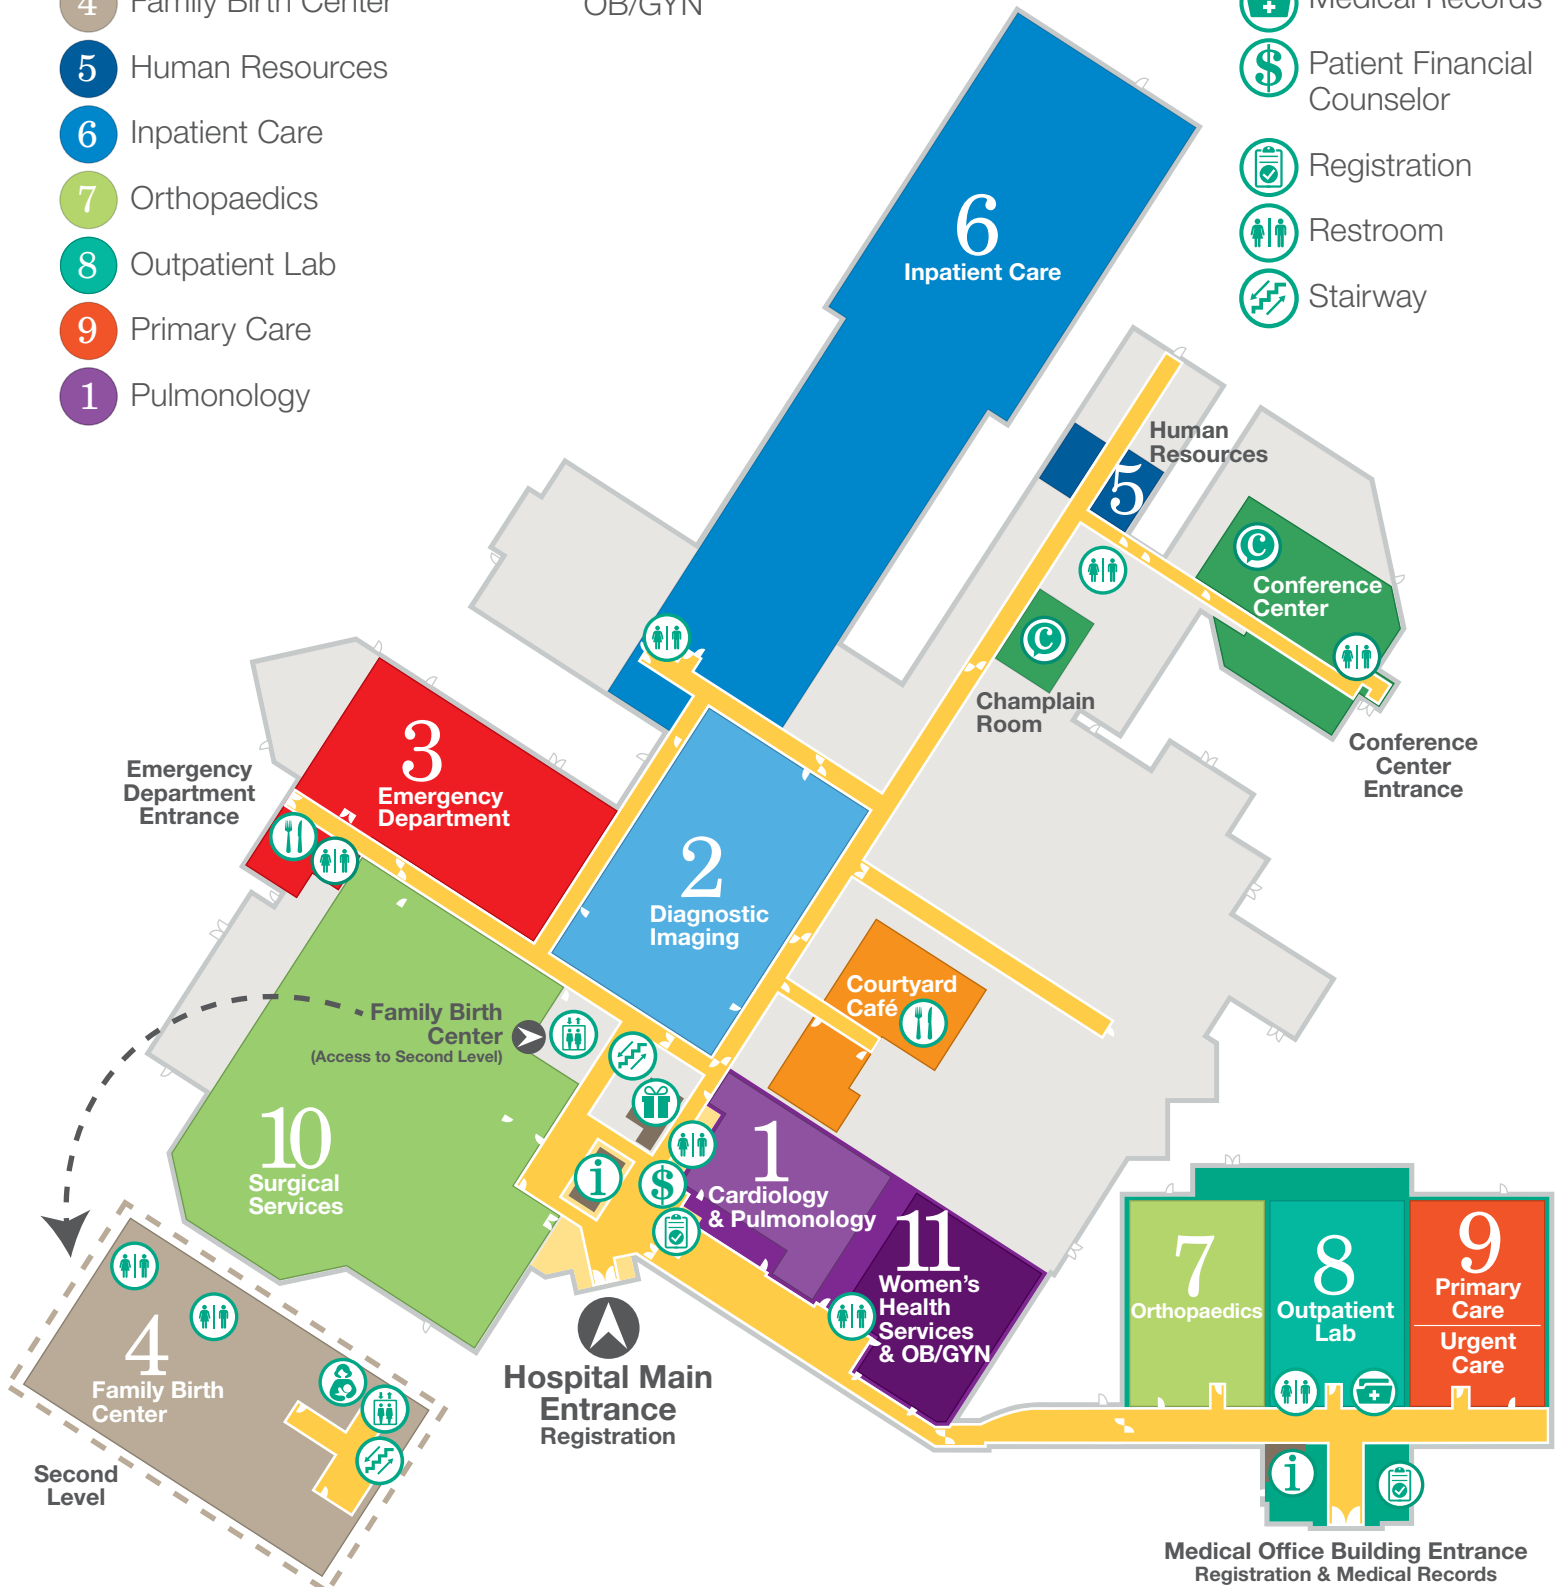 4 Family Birth Center
5 Human Resources
6 Inpatient Care
7 Orthopaedics
8 Outpatient Lab
9 Primary Care
1 Pulmonology
OB/GYN
Medical Records
$ Patient Financial
Counselor
Registration
Restroom
Stairway
6
Inpatient Care
Human
Resources
5
C
Conference
Center
C
Champlain
Room
Conference
Center
Entrance
Emergency
Department
Entrance
3
Emergency
Department
2
Diagnostic
Imaging
Courtyard
Café
Family Birth
Center
(Access to Second Level)
10
Surgical
Services
i
$
1
Cardiology
& Pulmonology
11
Women's
Health
Services
& OB/GYN
7
Orthopaedics
8
Outpatient
Lab
9
Primary
Care
Urgent
Care
4
Family Birth
Center
Second
Level
Hospital Main
Entrance
Registration
i
Medical Office Building Entrance
Registration & Medical Records